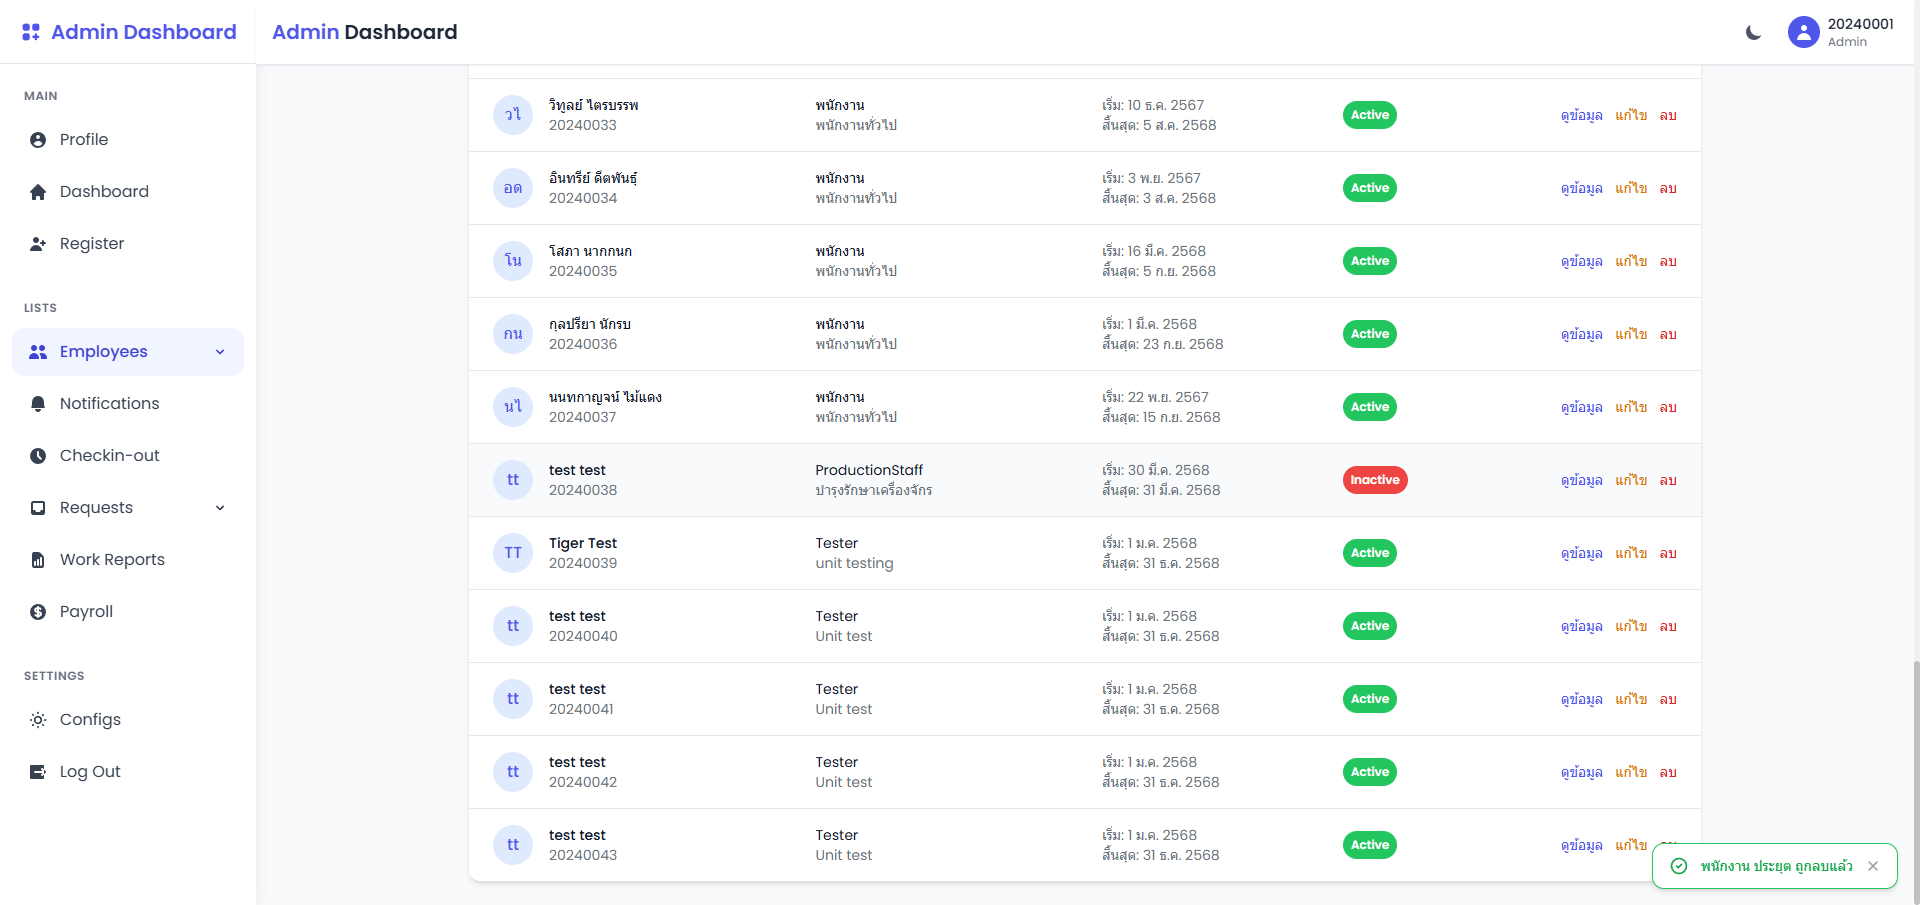 Admin Dashboard
Admin Dashboard
20240001
Admin
MAIN
Profile
Dashboard
Register
LISTS
Employees
Notifications
Checkin-out
Requests
Work Reports
Payroll
SETTINGS
Configs
Log Out
วไ วิฑูลย์ ไตรบรรพ พนักงาน เริ่ม: 10 ธ.ค. 2567 Active ดูข้อมูล แก้ไข ลบ
20240033 พนักงานทั่วไป สิ้นสุด: 5 ส.ค. 2568
อด อินทรีย์ ดิตพันธุ์ พนักงาน เริ่ม: 3 พ.ย. 2567 Active ดูข้อมูล แก้ไข ลบ
20240034 พนักงานทั่วไป สิ้นสุด: 3 ส.ค. 2568
โน โสภา นากกนก พนักงาน เริ่ม: 16 มี.ค. 2568 Active ดูข้อมูล แก้ไข ลบ
20240035 พนักงานทั่วไป สิ้นสุด: 5 ก.ย. 2568
กน กุลปรียา นักรบ พนักงาน เริ่ม: 1 มี.ค. 2568 Active ดูข้อมูล แก้ไข ลบ
20240036 พนักงานทั่วไป สิ้นสุด: 23 ก.ย. 2568
นไ นนทกาญจน์ ไม้แดง พนักงาน เริ่ม: 22 พ.ย. 2567 Active ดูข้อมูล แก้ไข ลบ
20240037 พนักงานทั่วไป สิ้นสุด: 15 ก.ย. 2568
tt test test ProductionStaff เริ่ม: 30 มี.ค. 2568 Inactive ดูข้อมูล แก้ไข ลบ
20240038 บำรุงรักษาเครื่องจักร สิ้นสุด: 31 มี.ค. 2568
TT Tiger Test Tester เริ่ม: 1 ม.ค. 2568 Active ดูข้อมูล แก้ไข ลบ
20240039 unit testing สิ้นสุด: 31 ธ.ค. 2568
tt test test Tester เริ่ม: 1 ม.ค. 2568 Active ดูข้อมูล แก้ไข ลบ
20240040 Unit test สิ้นสุด: 31 ธ.ค. 2568
tt test test Tester เริ่ม: 1 ม.ค. 2568 Active ดูข้อมูล แก้ไข ลบ
20240041 Unit test สิ้นสุด: 31 ธ.ค. 2568
tt test test Tester เริ่ม: 1 ม.ค. 2568 Active ดูข้อมูล แก้ไข ลบ
20240042 Unit test สิ้นสุด: 31 ธ.ค. 2568
tt test test Tester เริ่ม: 1 ม.ค. 2568 Active ดูข้อมูล แก้ไข
20240043 Unit test สิ้นสุด: 31 ธ.ค. 2568
พนักงาน ประยุต ถูกลบแล้ว